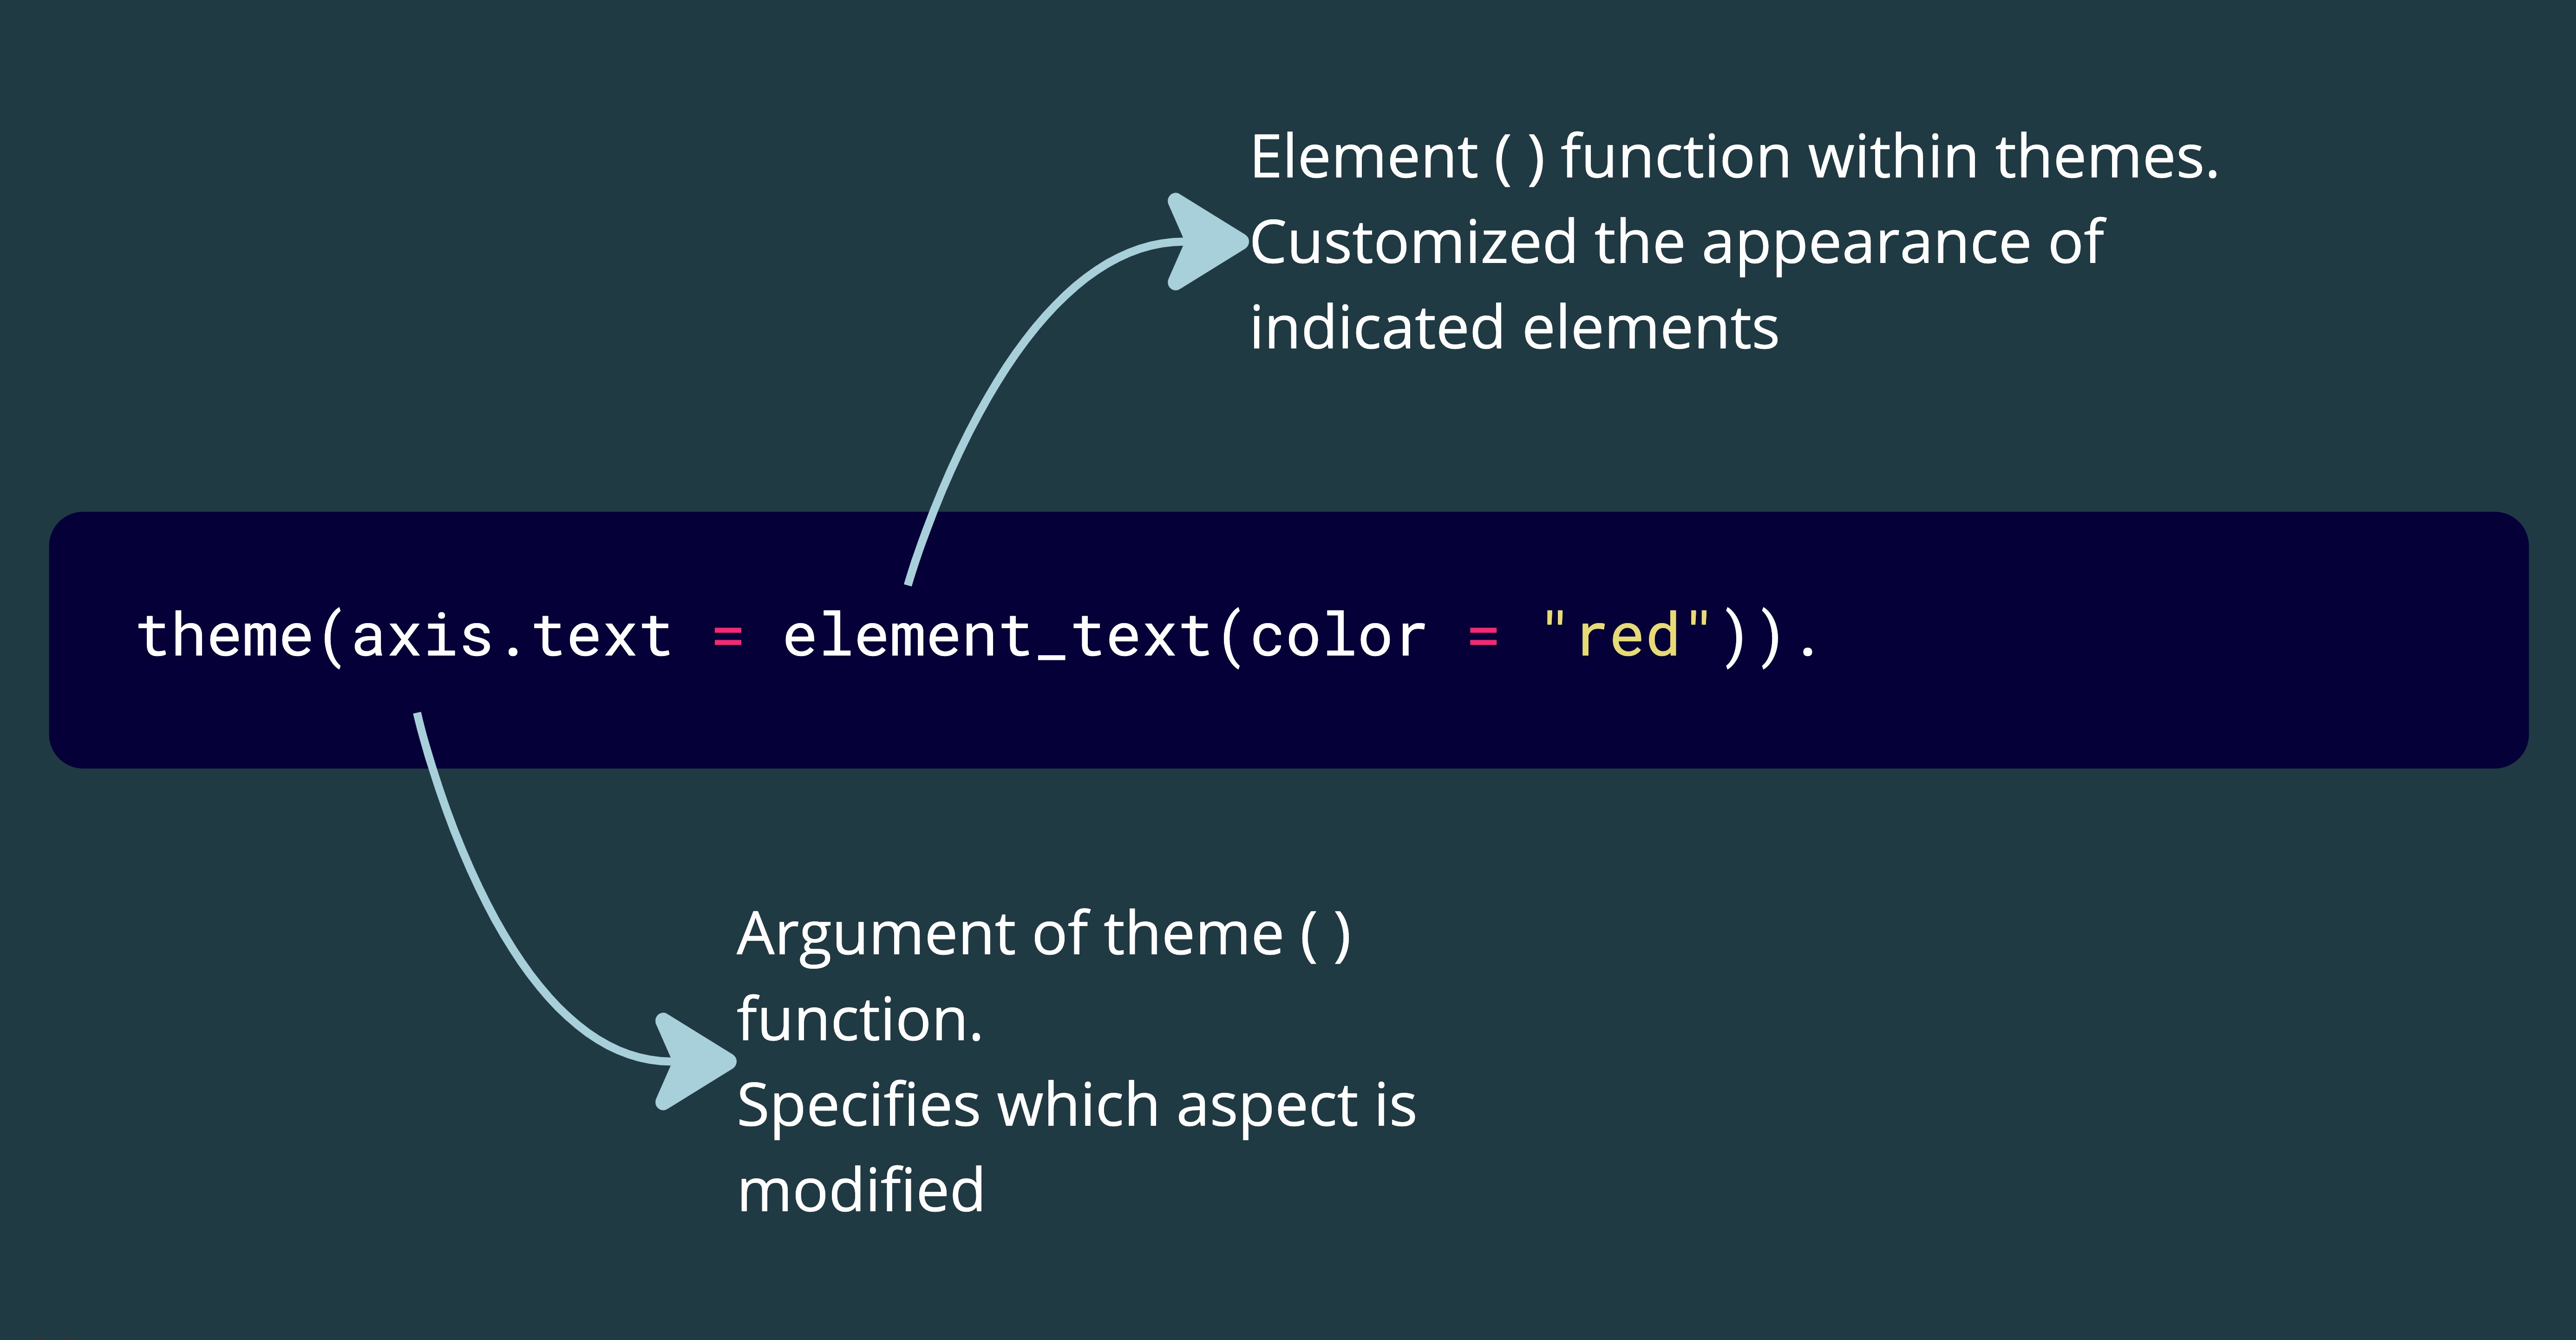 Element ( ) function within themes.
Customized the appearance of
indicated elements
theme(axis.text = element_text(color = "red")).
Argument of theme ( )
function.
Specifies which aspect is
modified